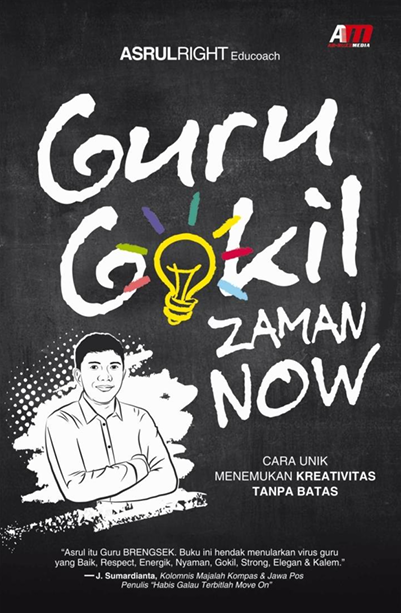 ASRULRIGHT Educoach
AM
MEDIA
Guru
Gokil
ZAMAN
NOW
CARA UNIK
MENEMUKAN KREATIVITAS
TANPA BATAS
"Asrul itu Guru BRENGSEK. Buku ini hendak menularkan virus guru
yang Baik, Respect, Energik, Nyaman, Gokil, Strong, Elegan & Kalem."
— J. Sumardianta, Kolomnis Majalah Kompas & Jawa Pos
Penulis "Habis Galau Terbitlah Move On"